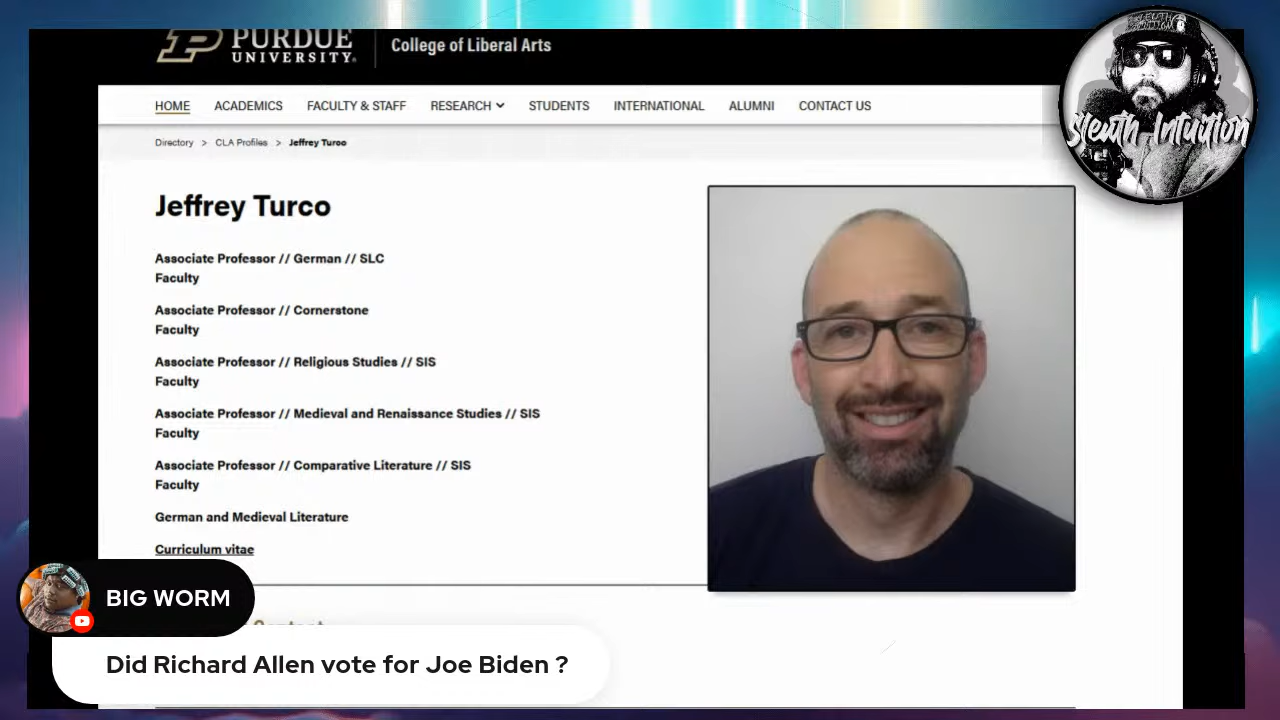 PURDUE
UNIVERSITY®
College of Liberal Arts
HOME ACADEMICS FACULTY & STAFF RESEARCH STUDENTS INTERNATIONAL ALUMNI CONTACT US
Directory > CLA Profiles > Jeffrey Turco
Jeffrey Turco
Associate Professor // German // SLC
Faculty
Associate Professor // Cornerstone
Faculty
Associate Professor // Religious Studies // SIS
Faculty
Associate Professor // Medieval and Renaissance Studies // SIS
Faculty
Associate Professor // Comparative Literature // SIS
Faculty
German and Medieval Literature
Curriculum vitae
Sleuth Intuition
BIG WORM
Did Richard Allen vote for Joe Biden ?